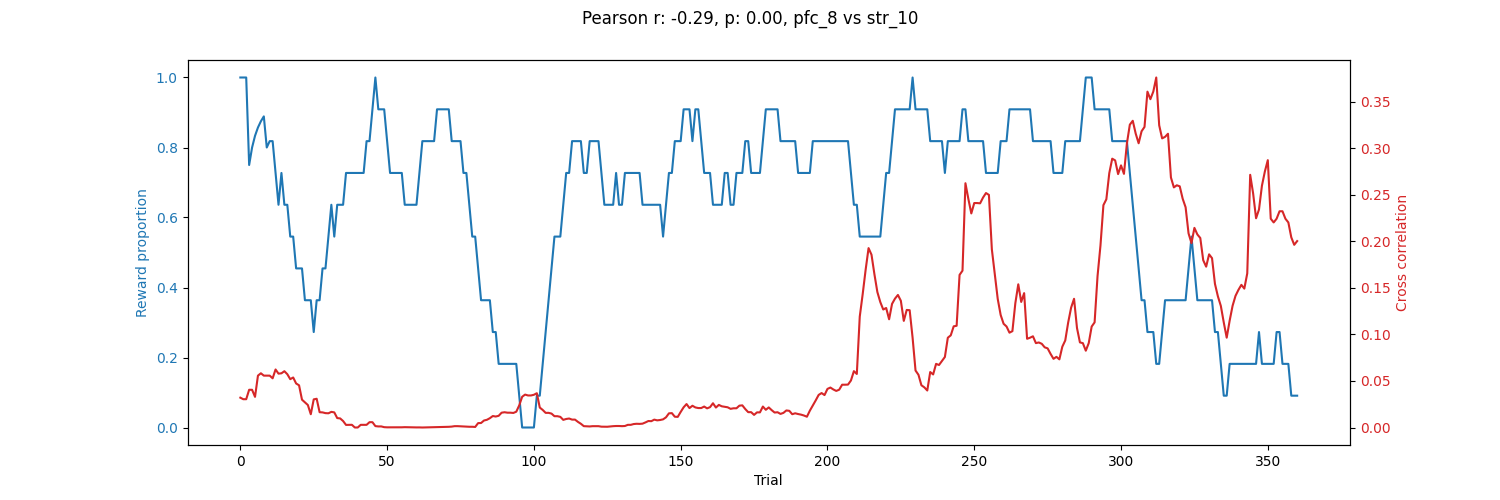 Pearson r: -0.29, p: 0.00, pfc_8 vs str_10
1.0
0.8
0.6
0.4
0.2
0.0
Reward proportion
0.35
0.30
0.25
0.20
0.15
0.10
0.05
0.00
Cross correlation
0 50 100 150 200 250 300 350
Trial